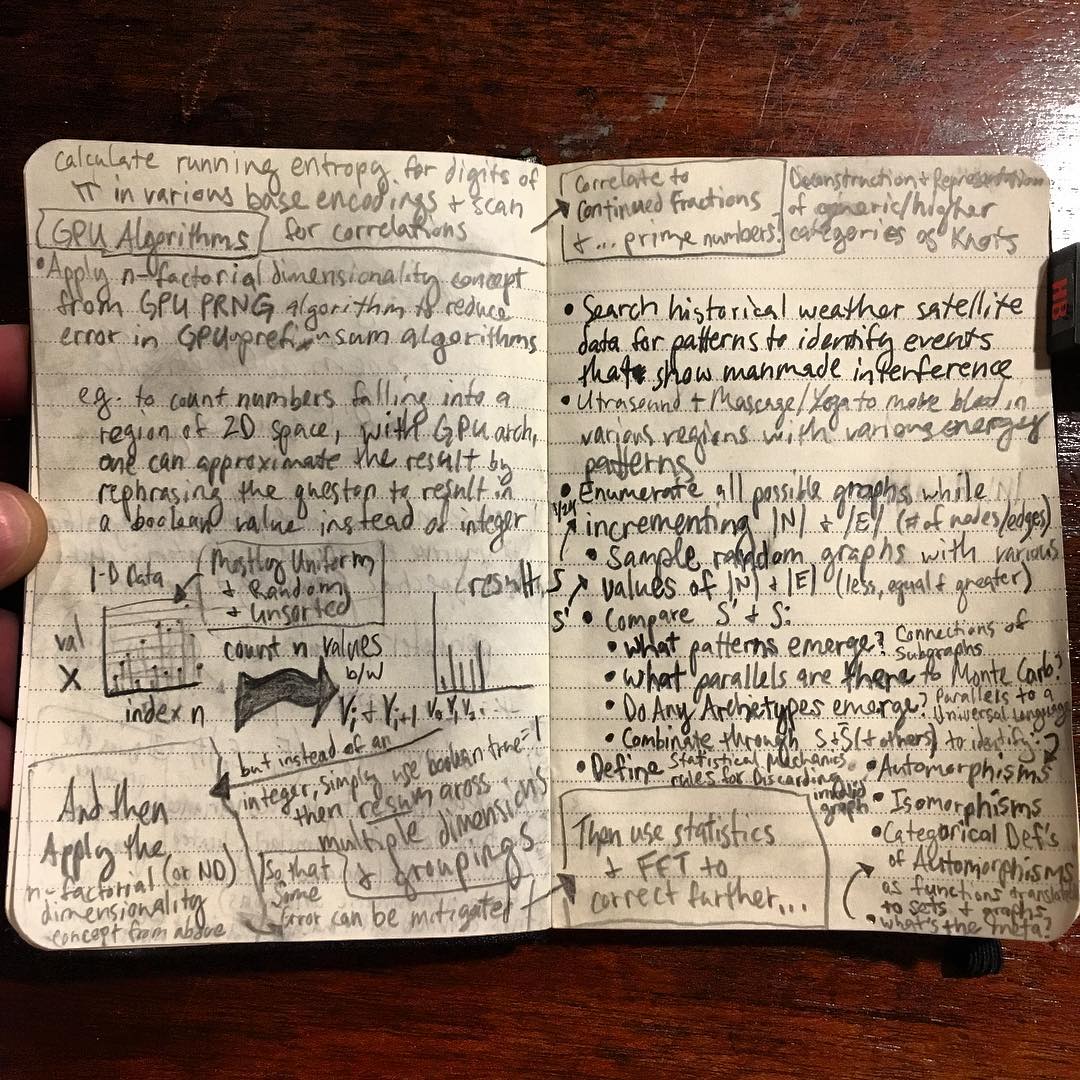 calculate running entropy for digits of
π in various base encodings + scan
GPU Algorithms for correlations
• Apply n-factorial dimensionality concept
from GPU PRNG algorithm to reduce
error in GPU prefix sum algorithms
eg. to count numbers falling into a
region of 2D space, with GPU arch,
one can approximate the result by
rephrasing the question to result in
a boolean value instead of integer
1-D Data
Mostly Uniform
+ Random
+ Unsorted
result
val
X
index n
count n values
b/w
Vi + Vi+1
V0 V1 V2 .
but instead of an
integer, simply use boolean true=1
then resum across
multiple dimensions
+ groupings
So that
some
Error can be mitigated
And then
Apply the
n-factorial (or ND)
dimensionality
concept from above
Correlate to
Continued Fractions
+ ... prime numbers.
Deconstruction +
of generic/higher
categories of Knots
• Search historical weather satellite
data for patterns to identify events
that show manmade interference
• Utrasound + Massage/Yoga to move blood in
various regions with various energy
patterns
• Enumerate all possible graphs while
incrementing |N| + |E| (# of nodes/edges)
• Sample random graphs with various
values of |N| + |E| (less, equal + greater)
S
S'
• Compare S' + S:
• What patterns emerge? Connections of
Subgraphs
• What parallels are there to Monte Carlo?
• Do Any Archetypes emerge? Parallels to a
Universal Language
• Combinate through S + S̄ (+ others) to identify:
• Automorphisms
• Isomorphisms
• Categorical Def's
of Automorphisms
as functions translated
to sets + graphs
• What's the meta?
• Define Statistical Mechanics
rules for Discarding
invalid
graph
Then use statistics
+ FFT to
correct further...
HB